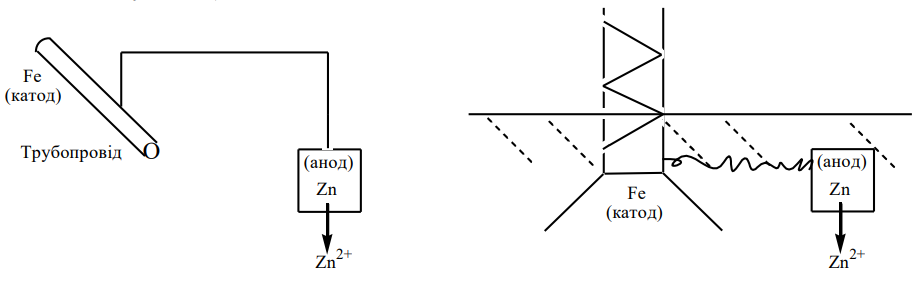 Fe
(катод)
Трубопровід
(анод)
Zn
Zn²⁺
Fe
(катод)
(анод)
Zn
Zn²⁺